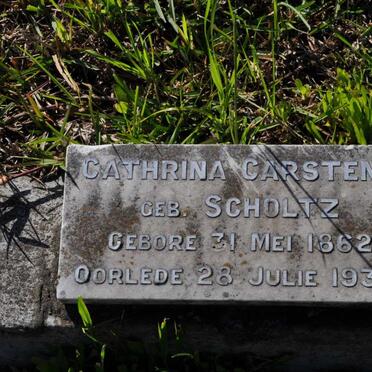 CATHRINA CARSTEN
GEB. SCHOLTZ
GEBORE 31 MEI 1862
OORLEDE 28 JULIE 193